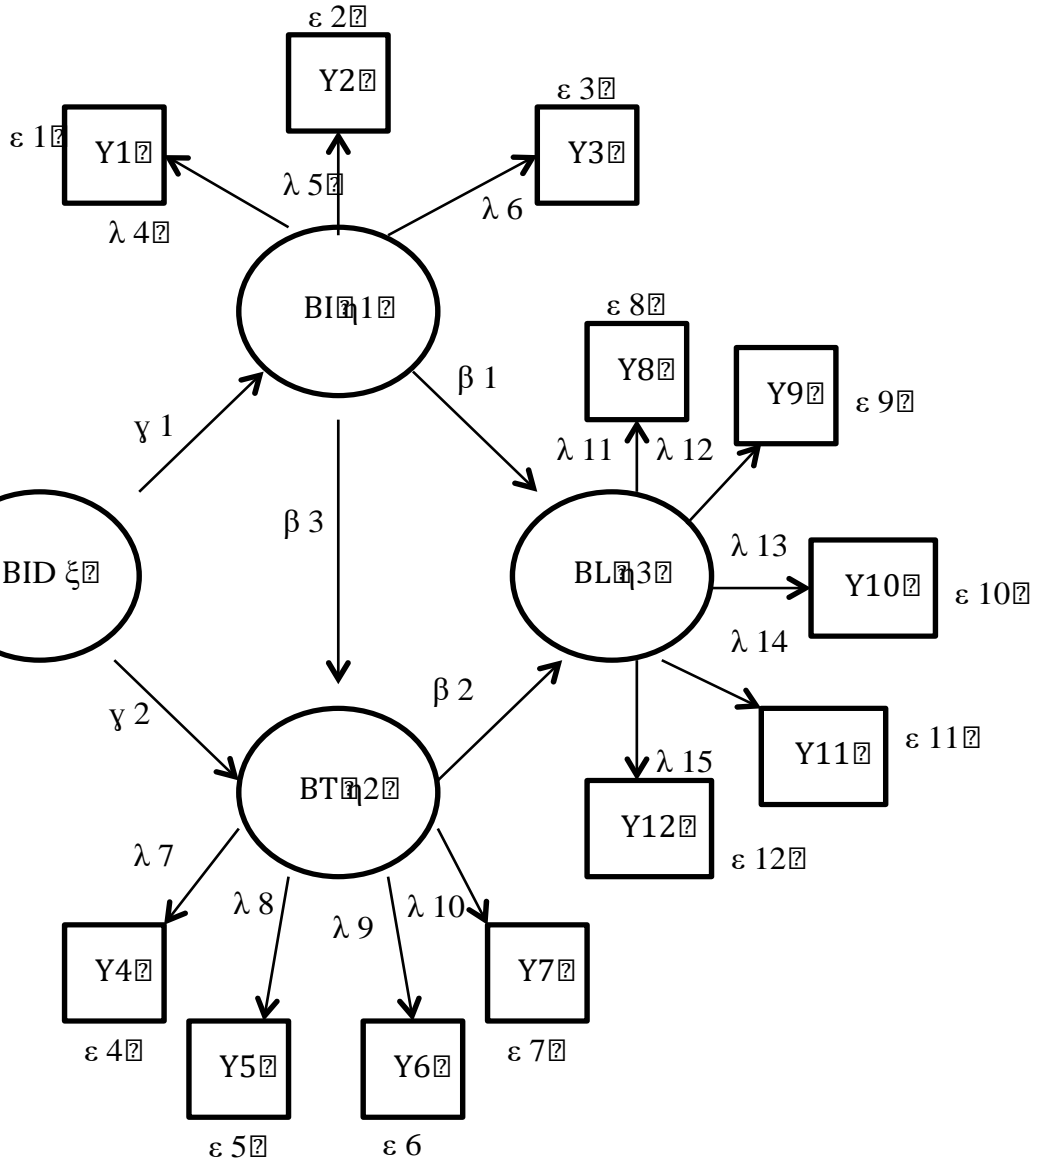 ε 2⍰
Y2⍰
ε 3⍰
ε 1⍰
Y1⍰
Y3⍰
λ 5⍰
λ 6
λ 4⍰
BI⍰η1⍰
ε 8⍰
Y8⍰
β 1
Y9⍰
ε 9⍰
ɣ 1
λ 11
λ 12
β 3
λ 13
BID ξ⍰
BL⍰η3⍰
Y10⍰
ε 10⍰
λ 14
β 2
ɣ 2
ε 11⍰
Y11⍰
λ 15
BT⍰η2⍰
Y12⍰
λ 7
ε 12⍰
λ 8
λ 10
λ 9
Y4⍰
Y7⍰
ε 4⍰
ε 7⍰
Y5⍰
Y6⍰
ε 5⍰
ε 6